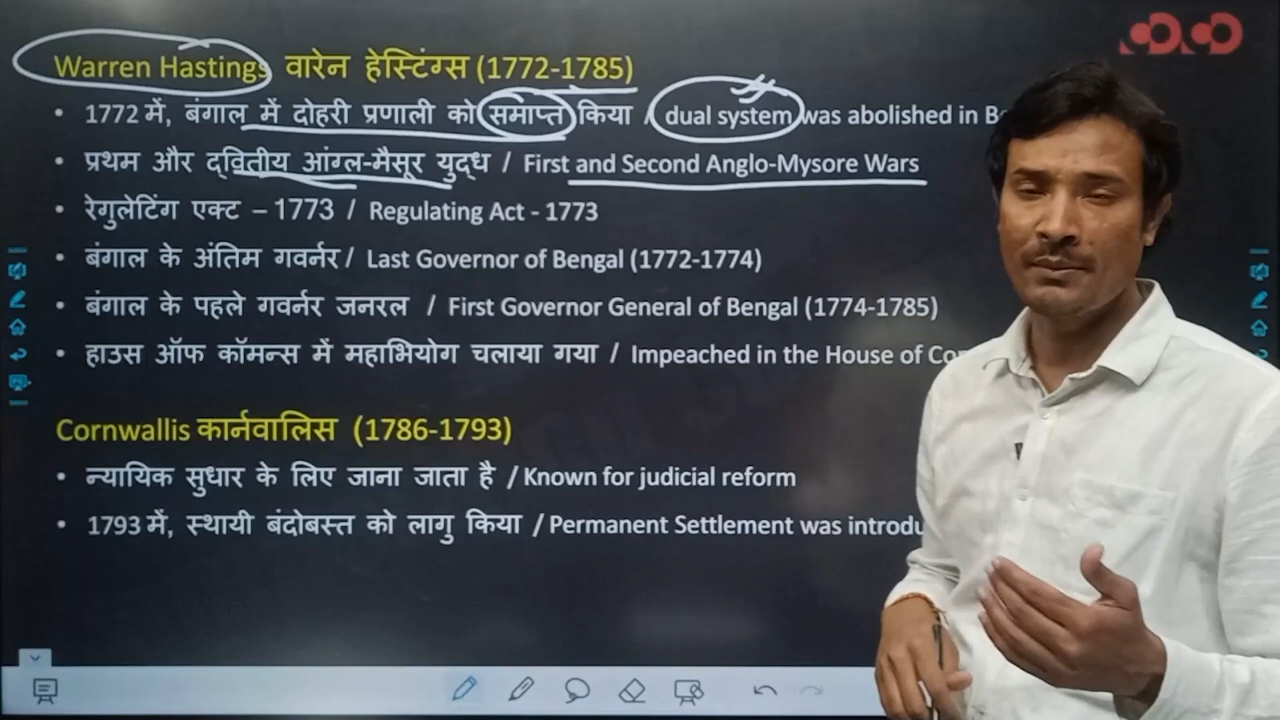 Warren Hastings वारेन हेस्टिंग्स (1772-1785)
• 1772 में, बंगाल में दोहरी प्रणाली को समाप्त किया / dual system was abolished in
• प्रथम और द्वितीय आंग्ल-मैसूर युद्ध / First and Second Anglo-Mysore Wars
• रेगुलेटिंग एक्ट – 1773 / Regulating Act - 1773
• बंगाल के अंतिम गवर्नर/ Last Governor of Bengal (1772-1774)
• बंगाल के पहले गवर्नर जनरल / First Governor General of Bengal (1774-1785)
• हाउस ऑफ कॉमन्स में महाभियोग चलाया गया / Impeached in the House of
Cornwallis कार्नवालिस (1786-1793)
• न्यायिक सुधार के लिए जाना जाता है / Known for judicial reform
• 1793 में, स्थायी बंदोबस्त को लागु किया / Permanent Settlement was